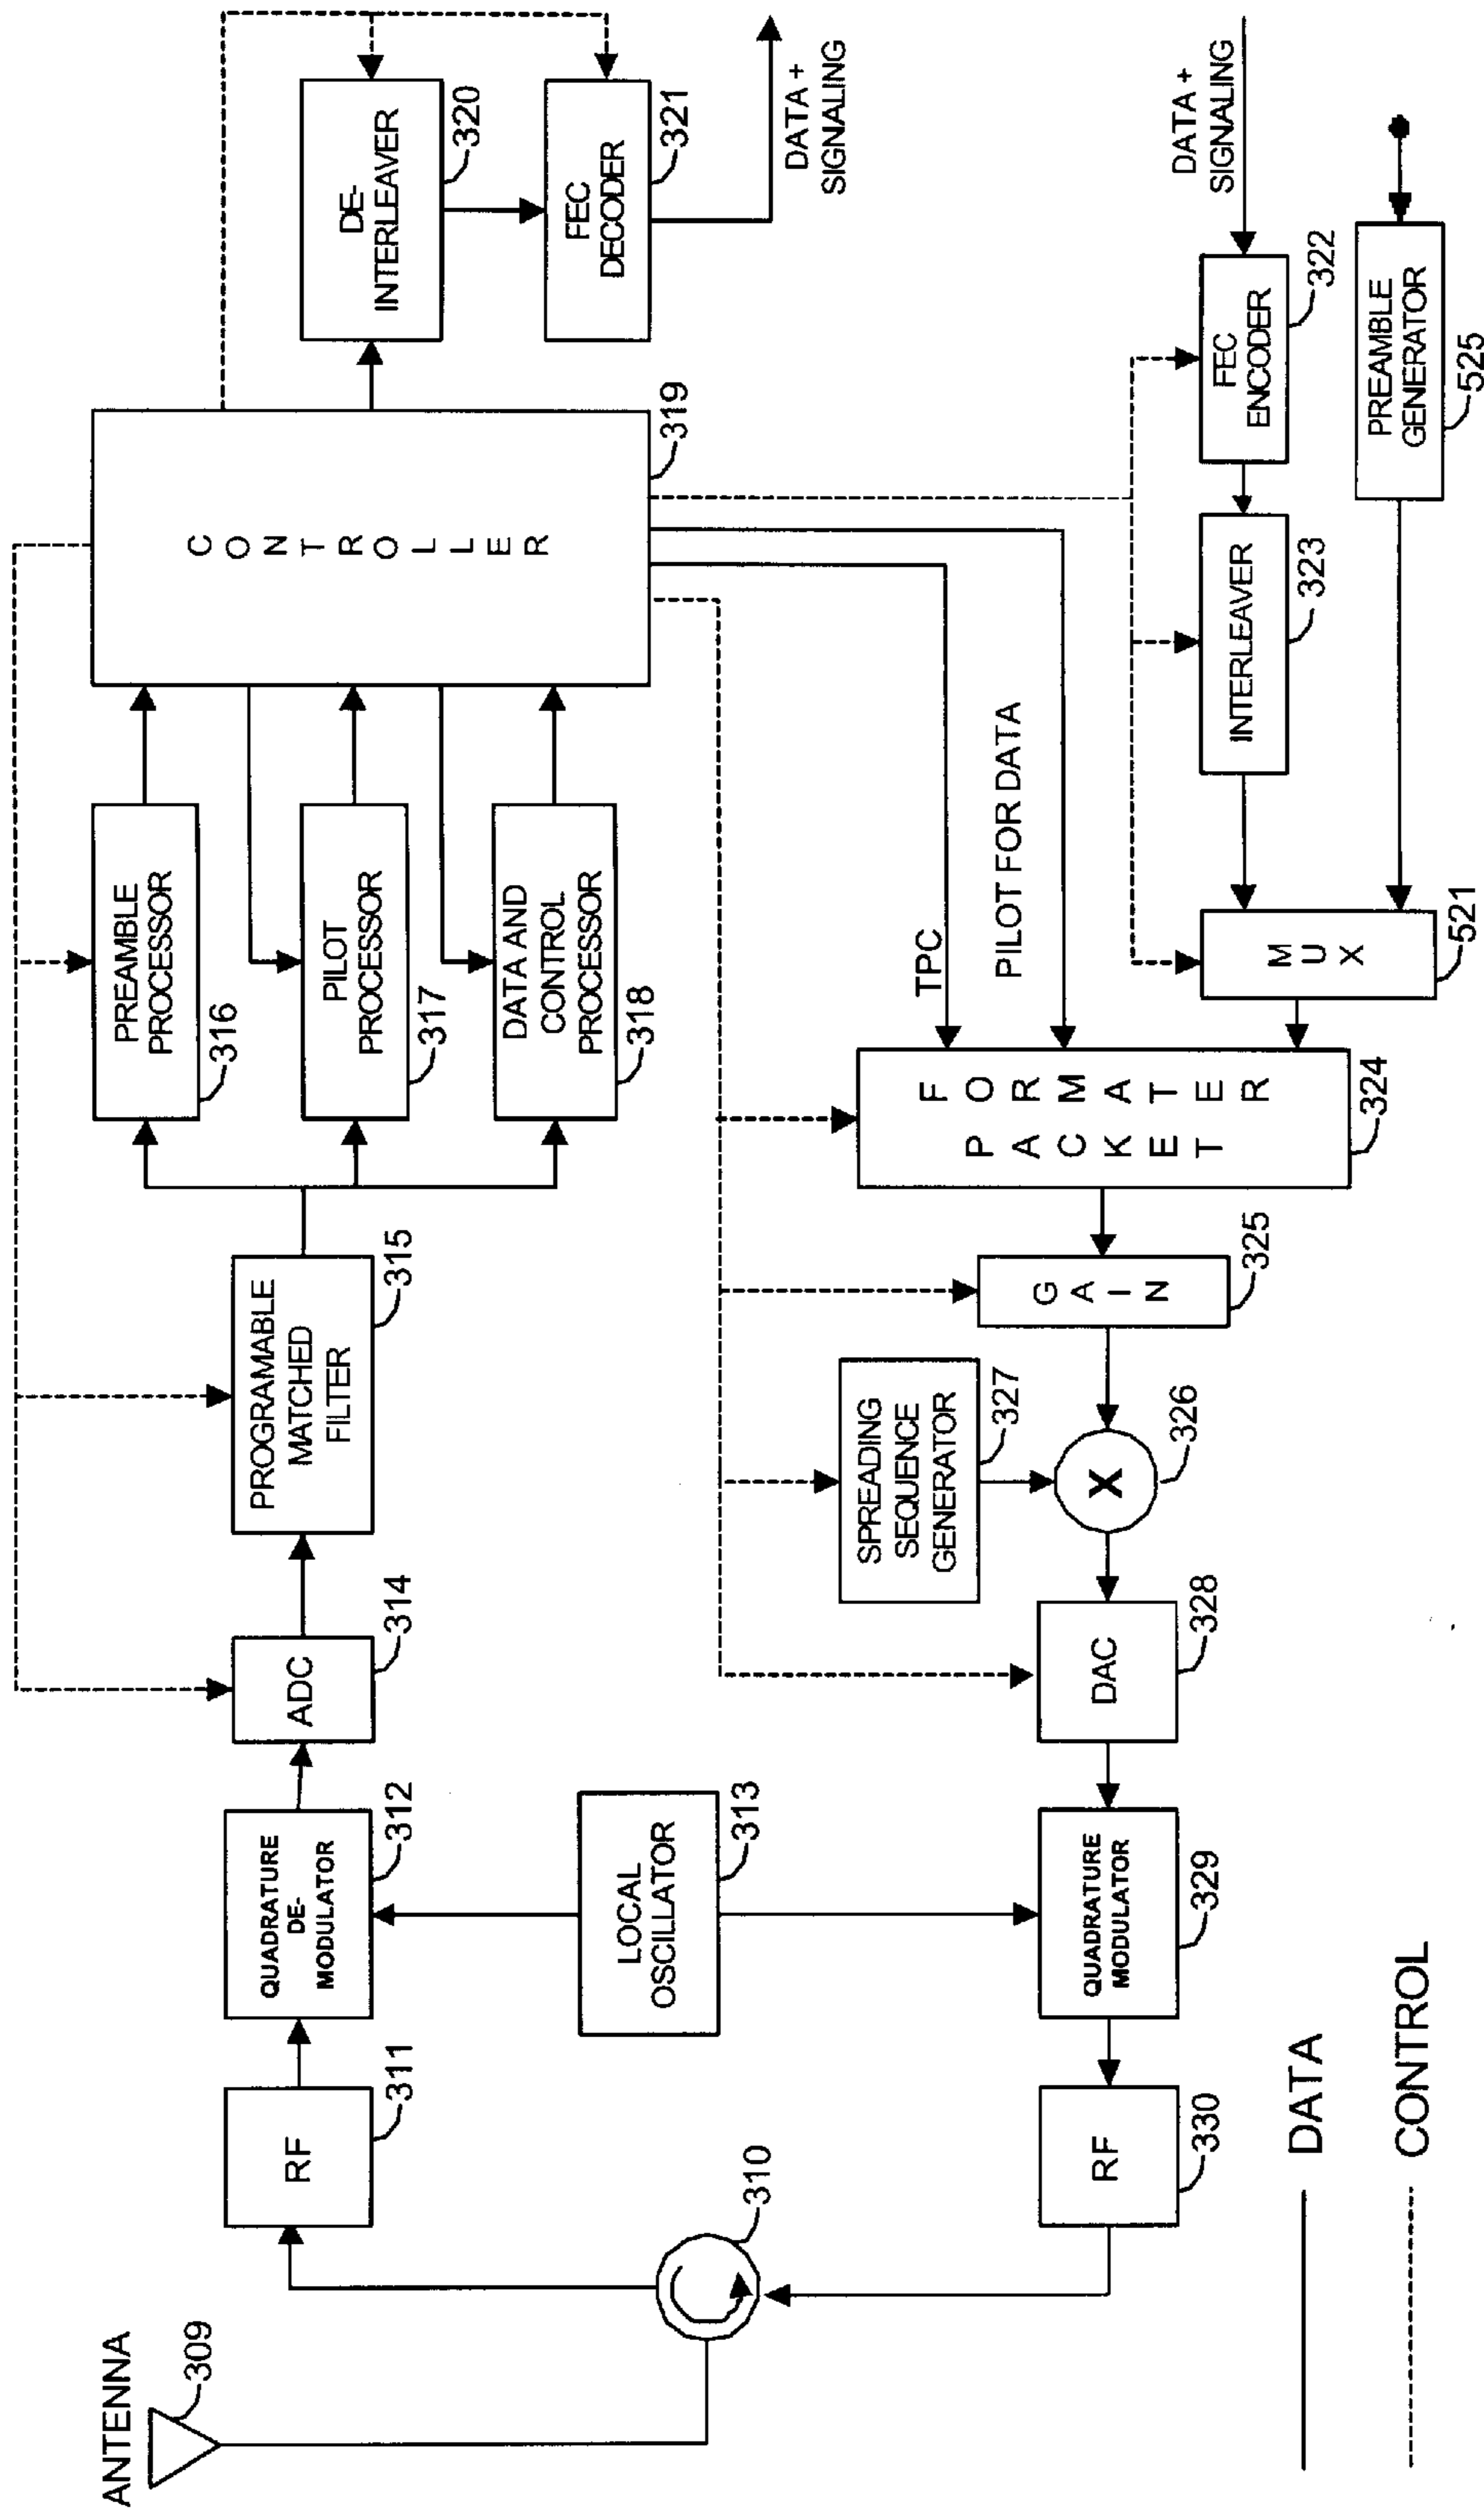 ANTENNA
309
310
RF
311
QUADRATURE
DE-
MODULATOR
312
LOCAL
OSCILLATOR
313
ADC
314
PROGRAMABLE
MATCHED
FILTER
315
PREAMBLE
PROCESSOR
316
PILOT
PROCESSOR
317
DATA AND
CONTROL
PROCESSOR
318
CONTROLLER
319
DE-
INTERLEAVER
320
FEC
DECODER
321
DATA +
SIGNALING
DATA +
SIGNALING
FEC
ENCODER
322
PREAMBLE
GENERATOR
525
INTERLEAVER
323
MUX
521
TPC
PILOT FOR DATA
PACKET
FORMATER
324
GAIN
325
X
326
SPREADING
SEQUENCE
GENERATOR
327
DAC
328
QUADRATURE
MODULATOR
329
RF
330
DATA
CONTROL